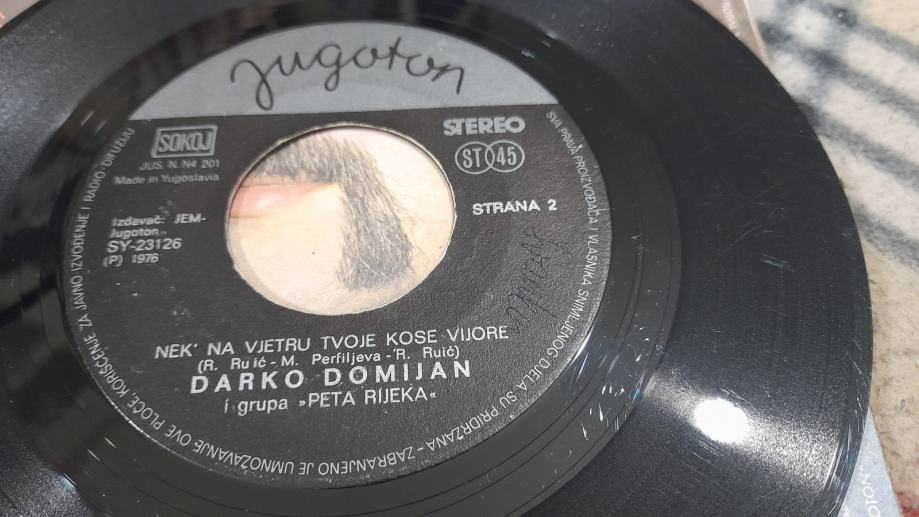 jugoton
SOKOJ
JUS. N. N4 201
Made in Yugoslavia
STEREO
ST 45
Izdavač: JEM-
Jugoton -
SY-23126
(P) 1976
STRANA 2
NEK' NA VJETRU TVOJE KOSE VIJORE
(R. Ruić - M. Perfiljeva - R. Ruić)
DARKO DOMIJAN
i grupa »PETA RIJEKA«
SVA PRAVA PROIZVOĐAČA I VLASNIKA SNIMLJENOG DJELA SU PRIDRŽANA - ZABRANJENO JE UMNOŽAVANJE OVE PLOČE KORIŠĆENJE ZA JAVNO IZVOĐENJE I RADIO-DIFUZIJU